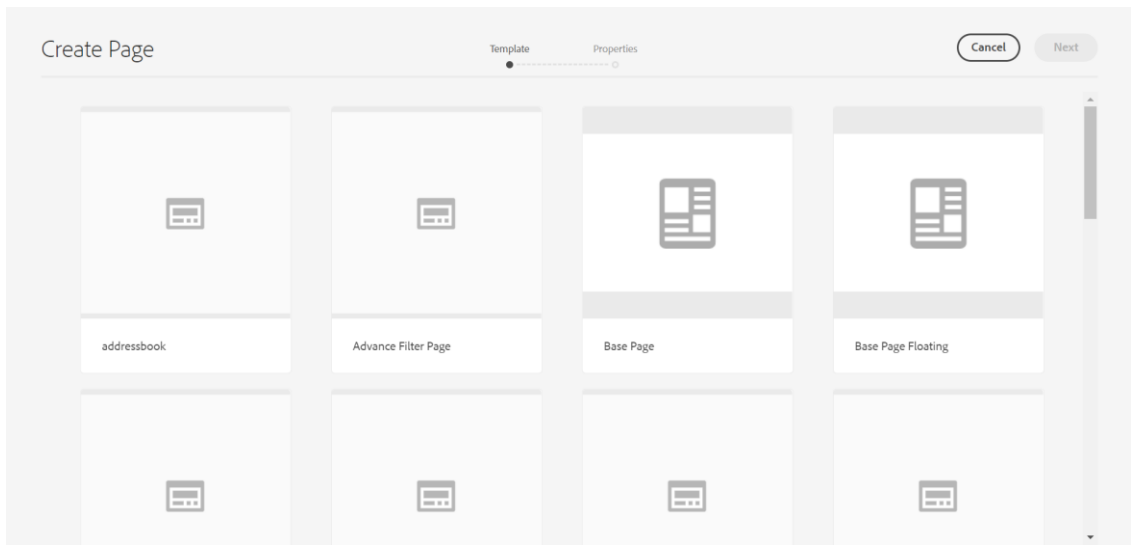 Create Page
Template
Properties
Cancel
Next
addressbook
Advance Filter Page
Base Page
Base Page Floating